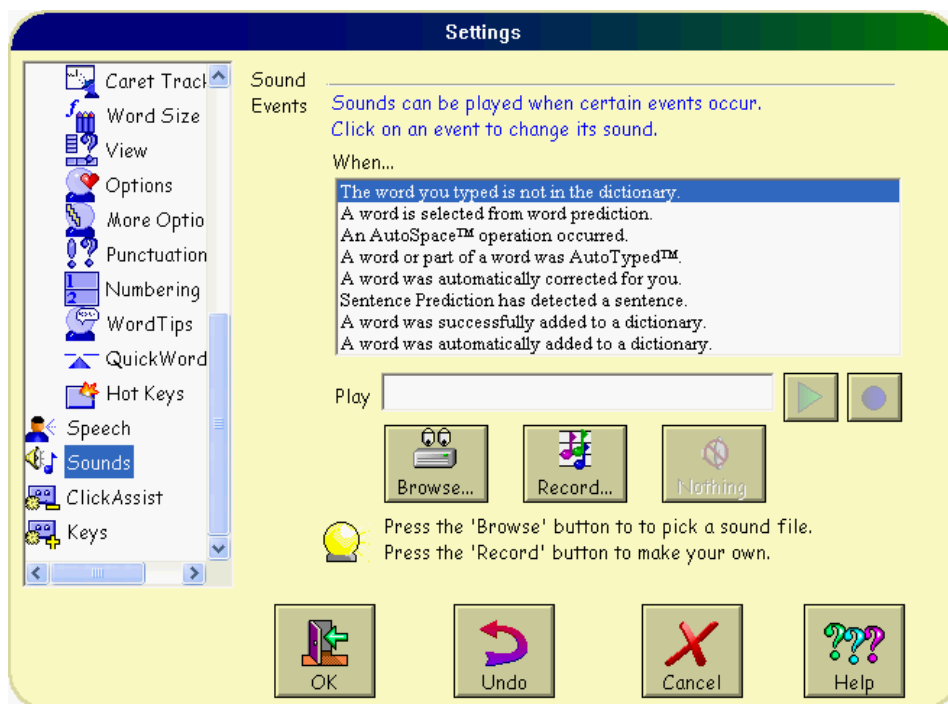 Settings
Caret Track
Word Size
View
Options
More Optio
Punctuation
1
2
Numbering
WordTips
QuickWord
Hot Keys
Speech
Sounds
ClickAssist
Keys
Sound
Events
Sounds can be played when certain events occur.
Click on an event to change its sound.
When...
The word you typed is not in the dictionary.
A word is selected from word prediction.
An AutoSpace™ operation occurred.
A word or part of a word was AutoTyped™.
A word was automatically corrected for you.
Sentence Prediction has detected a sentence.
A word was successfully added to a dictionary.
A word was automatically added to a dictionary.
Play
Browse...
Record...
Nothing
Press the 'Browse' button to to pick a sound file.
Press the 'Record' button to make your own.
OK
Undo
Cancel
Help